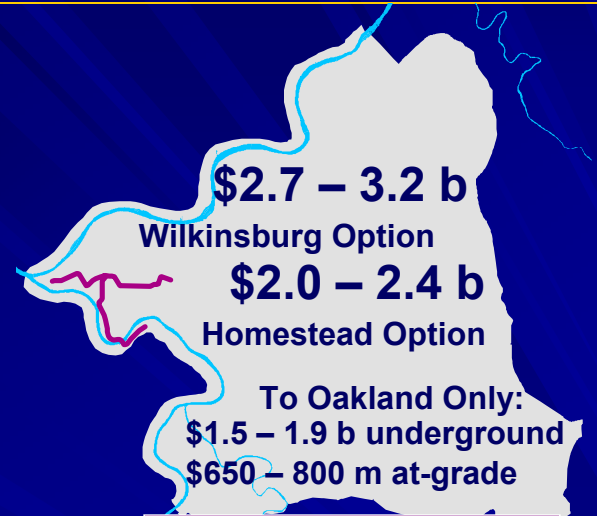 $2.7 – 3.2 b
Wilkinsburg Option
$2.0 – 2.4 b
Homestead Option
To Oakland Only:
$1.5 – 1.9 b underground
$650 – 800 m at-grade